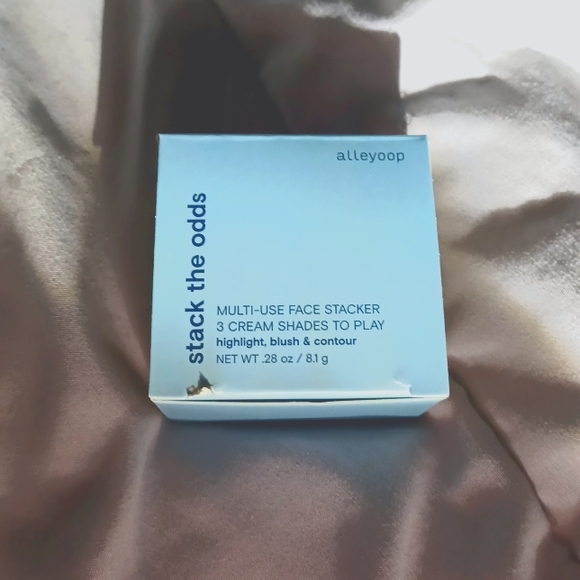 alleyoop
stack the odds
MULTI-USE FACE STACKER
3 CREAM SHADES TO PLAY
highlight, blush & contour
NET WT .28 oz / 8.1 g